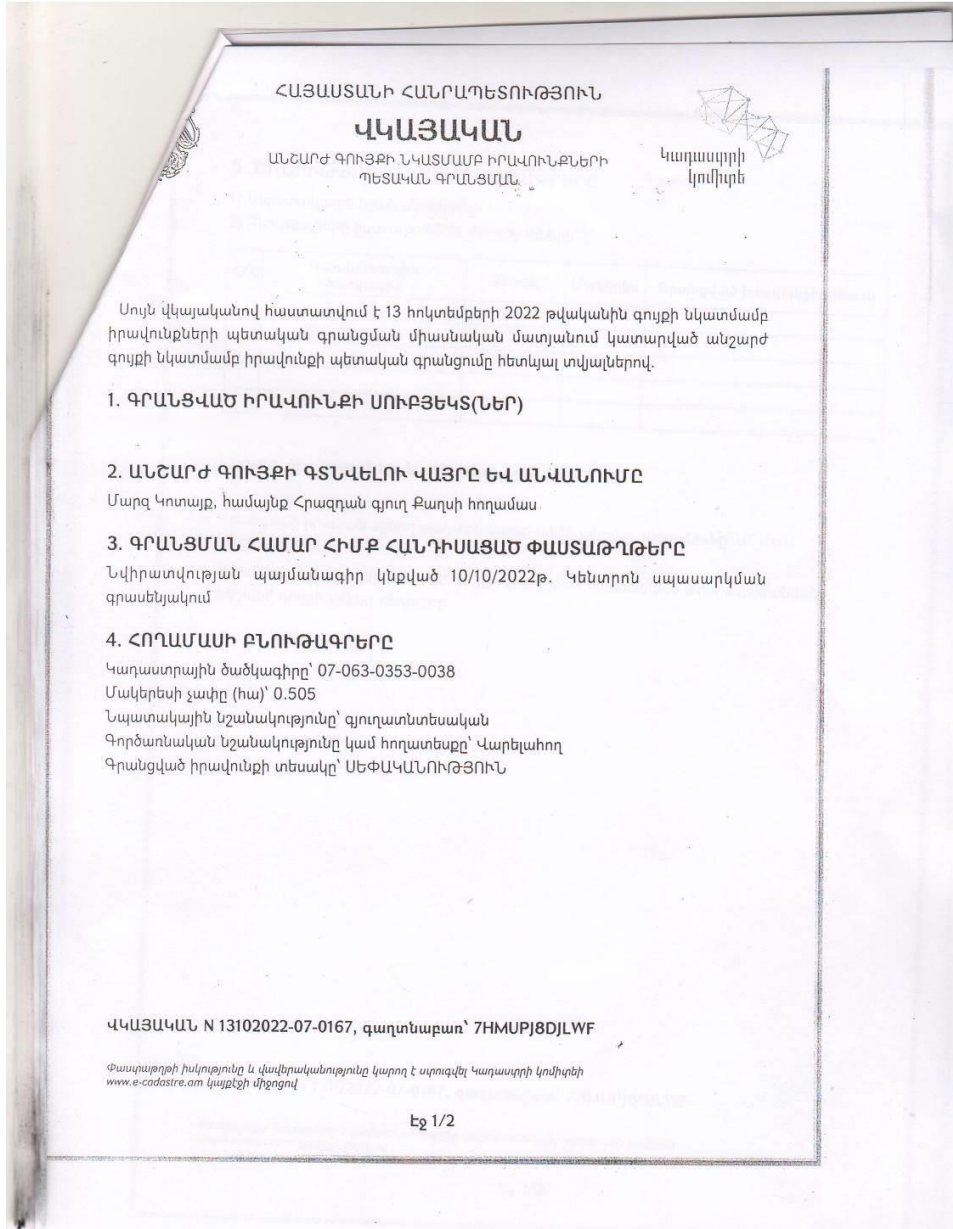 ՀԱՅԱՍՏԱՆԻ ՀԱՆՐԱՊԵՏՈՒԹՅՈՒՆ
ՎԿԱՅԱԿԱՆ
ԱՆՇԱՐԺ ԳՈՒՅՔԻ ՆԿԱՏՄԱՄԲ ԻՐԱՎՈՒՆՔՆԵՐԻ
ՊԵՏԱԿԱՆ ԳՐԱՆՑՄԱՆ
Կադաստրի
կոմիտե
Սույն վկայականով հաստատվում է 13 հոկտեմբերի 2022 թվականին գույքի նկատմամբ
իրավունքների պետական գրանցման միասնական մատյանում կատարված անշարժ
գույքի նկատմամբ իրավունքի պետական գրանցումը հետևյալ տվյալներով.
1. ԳՐԱՆՑՎԱԾ ԻՐԱՎՈՒՆՔԻ ՍՈՒԲՅԵԿՏ(ՆԵՐ)
2. ԱՆՇԱՐԺ ԳՈՒՅՔԻ ԳՏՆՎԵԼՈՒ ՎԱՅՐԸ ԵՎ ԱՆՎԱՆՈՒՄԸ
Մարզ Կոտայք, համայնք Հրազդան գյուղ Քաղսի հողամաս
3. ԳՐԱՆՑՄԱՆ ՀԱՄԱՐ ՀԻՄՔ ՀԱՆԴԻՍԱՑԱԾ ՓԱՍՏԱԹՂԹԵՐԸ
Նվիրատվության պայմանագիր կնքված 10/10/2022թ. Կենտրոն սպասարկման
գրասենյակում
4. ՀՈՂԱՄԱՍԻ ԲՆՈՒԹԱԳՐԵՐԸ
Կադաստրային ծածկագիրը՝ 07-063-0353-0038
Մակերեսի չափը (հա)՝ 0.505
Նպատակային նշանակությունը՝ գյուղատնտեսական
Գործառնական նշանակությունը կամ հողատեսքը՝ Վարելահող
Գրանցված իրավունքի տեսակը՝ ՍԵՓԱԿԱՆՈՒԹՅՈՒՆ
ՎԿԱՅԱԿԱՆ N 13102022-07-0167, գաղտնաբառ՝ 7HMUPJ8DJLWF
Փաստաթղթի իսկությունը և վավերականությունը կարող է ստուգվել Կադաստրի կոմիտեի
www.e-cadastre.am կայքէջի միջոցով
Էջ 1/2